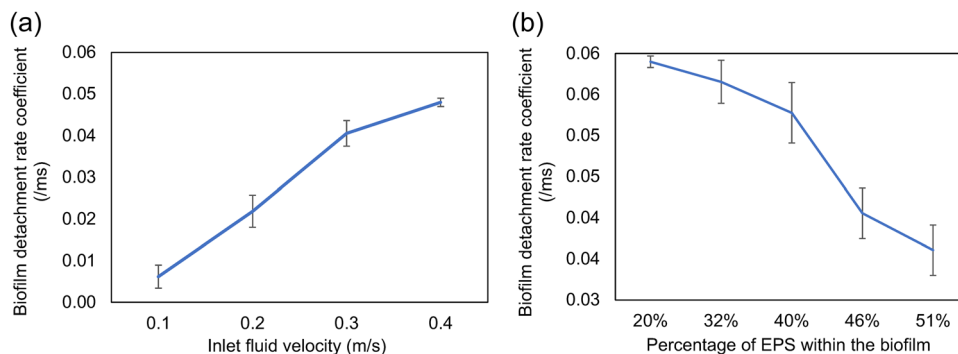 (a)
Biofilm detachment rate coefficient
(/ms)
0.06
0.05
0.04
0.03
0.02
0.01
0.00
0.1 0.2 0.3 0.4
Inlet fluid velocity (m/s)
(b)
Biofilm detachment rate coefficient
(/ms)
0.06
0.06
0.05
0.05
0.04
0.04
0.03
20% 32% 40% 46% 51%
Percentage of EPS within the biofilm